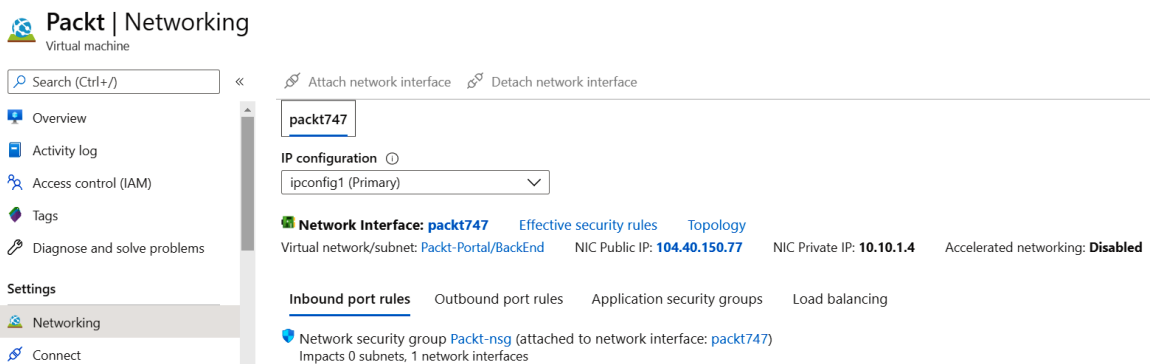 Packt | Networking
Virtual machine
Search (Ctrl+/)
«
Overview
Activity log
Access control (IAM)
Tags
Diagnose and solve problems
Settings
Networking
Connect
Attach network interface Detach network interface
packt747
IP configuration
ipconfig1 (Primary)
Network Interface: packt747 Effective security rules Topology
Virtual network/subnet: Packt-Portal/BackEnd NIC Public IP: 104.40.150.77 NIC Private IP: 10.10.1.4 Accelerated networking: Disabled
Inbound port rules Outbound port rules Application security groups Load balancing
Network security group Packt-nsg (attached to network interface: packt747)
Impacts 0 subnets, 1 network interfaces